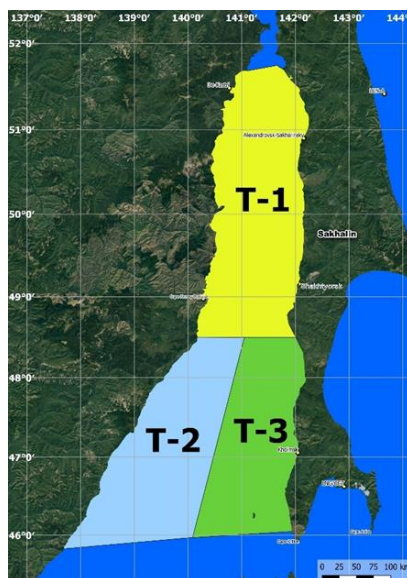 137°0' 138°0' 139°0' 140°0' 141°0' 142°0' 143°0' 144°
52°0'
51°0'
Alexandrovsk-Sakhalinsky
50°0'
T-1
Sakhalin
Shakhtyorsk
49°0'
48°0'
T-2
T-3
47°0'
Kholmsk
46°0'
0 25 50 75 100 km